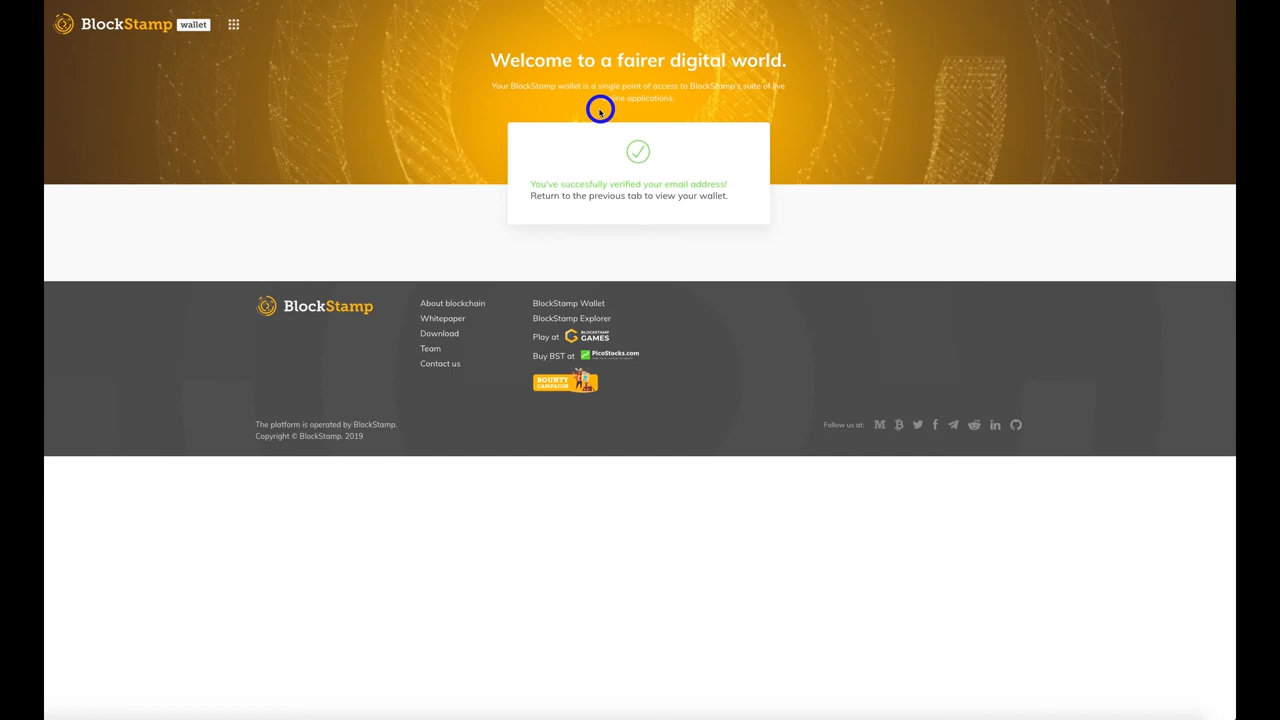 BlockStamp wallet
Welcome to a fairer digital world.
Your BlockStamp wallet is a single point of access to BlockStamp's suite of live
applications.
You've succesfully verified your email address!
Return to the previous tab to view your wallet.
BlockStamp
About blockchain
Whitepaper
Download
Team
Contact us
BlockStamp Wallet
BlockStamp Explorer
Play at BLOCKSTAMP
GAMES
Buy BST at PicoStocks.com
BOUNTY
CAMPAIGN
The platform is operated by BlockStamp.
Copyright © BlockStamp. 2019
Follow us at: